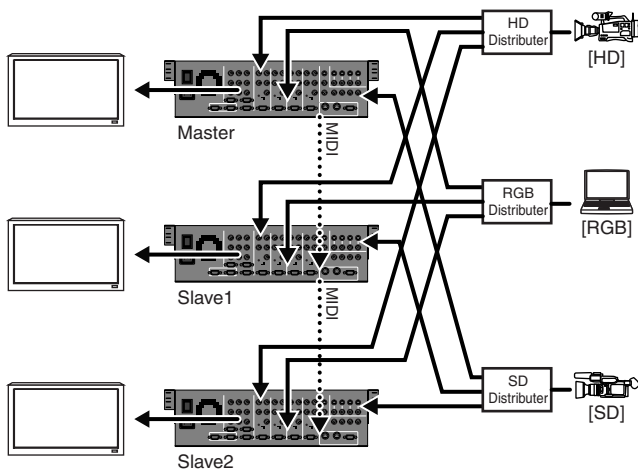 HD
Distributer
[HD]
Master
MIDI
RGB
Distributer
[RGB]
Slave1
MIDI
SD
Distributer
[SD]
Slave2